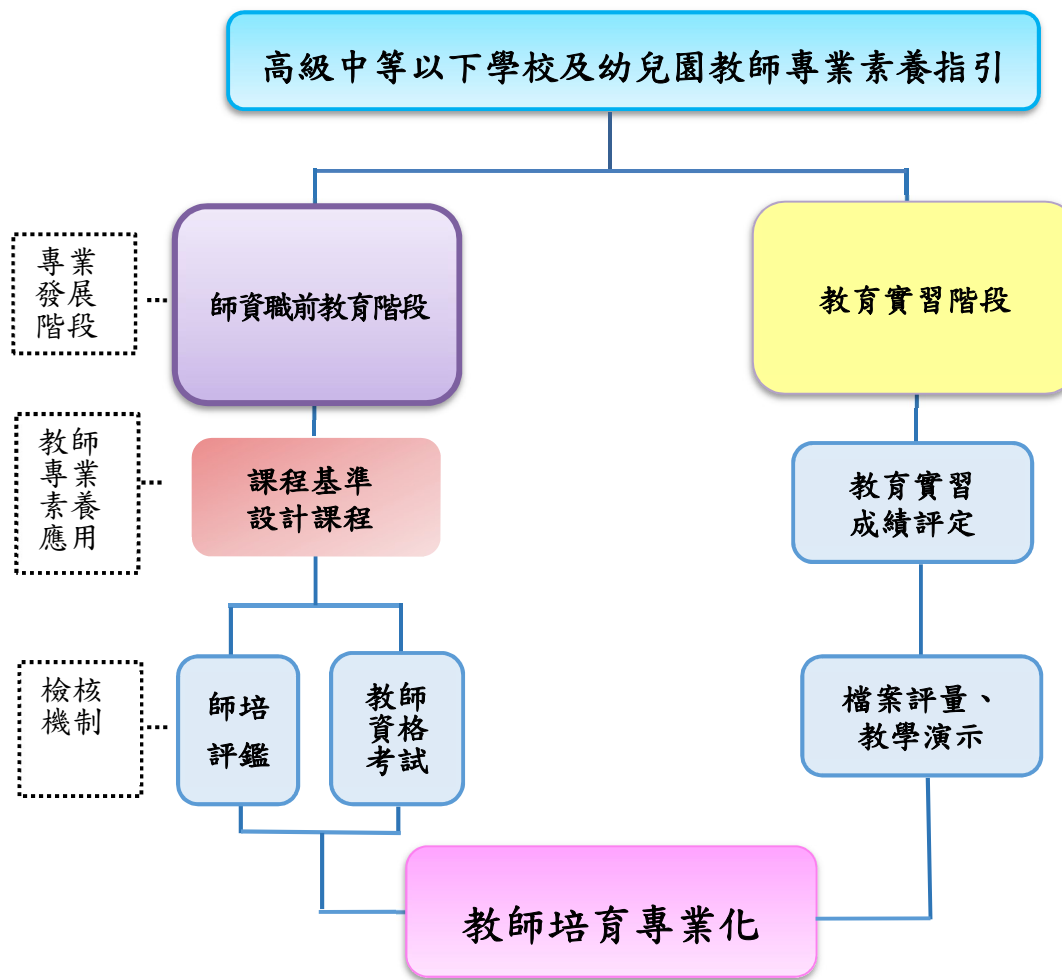 高級中等以下學校及幼兒園教師專業素養指引
專業
發展
階段
師資職前教育階段
教育實習階段
教師
專業
素養
應用
課程基準
設計課程
教育實習
成績評定
檢核
機制
師培
評鑑
教師
資格
考試
檔案評量、
教學演示
教師培育專業化